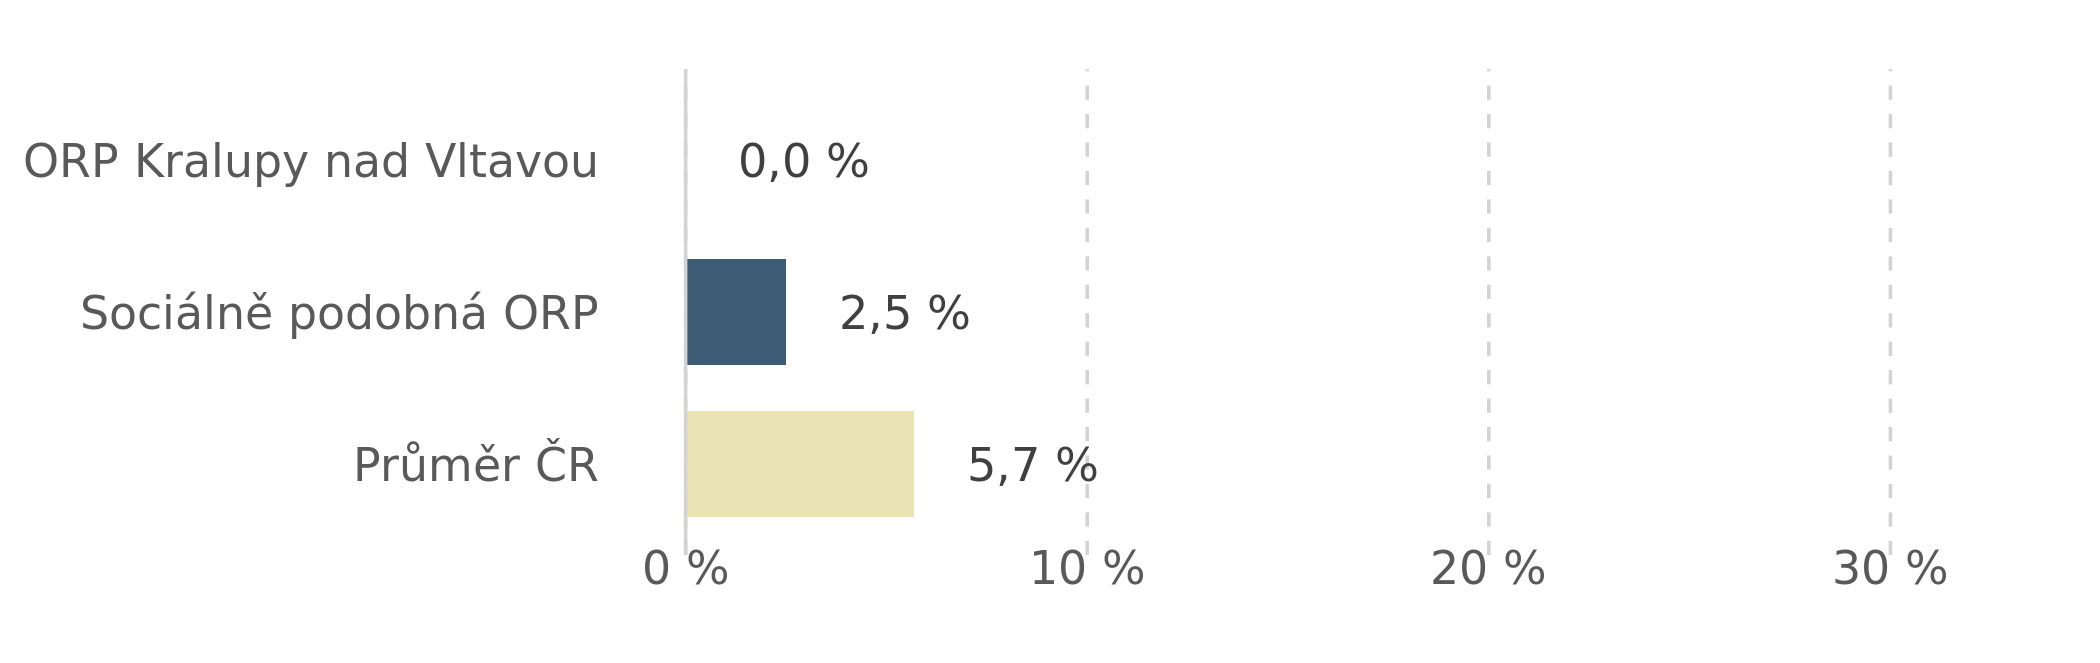 ORP Kralupy nad Vltavou 0,0 %
Sociálně podobná ORP 2,5 %
Průměr ČR 5,7 %
0 % 10 % 20 % 30 %